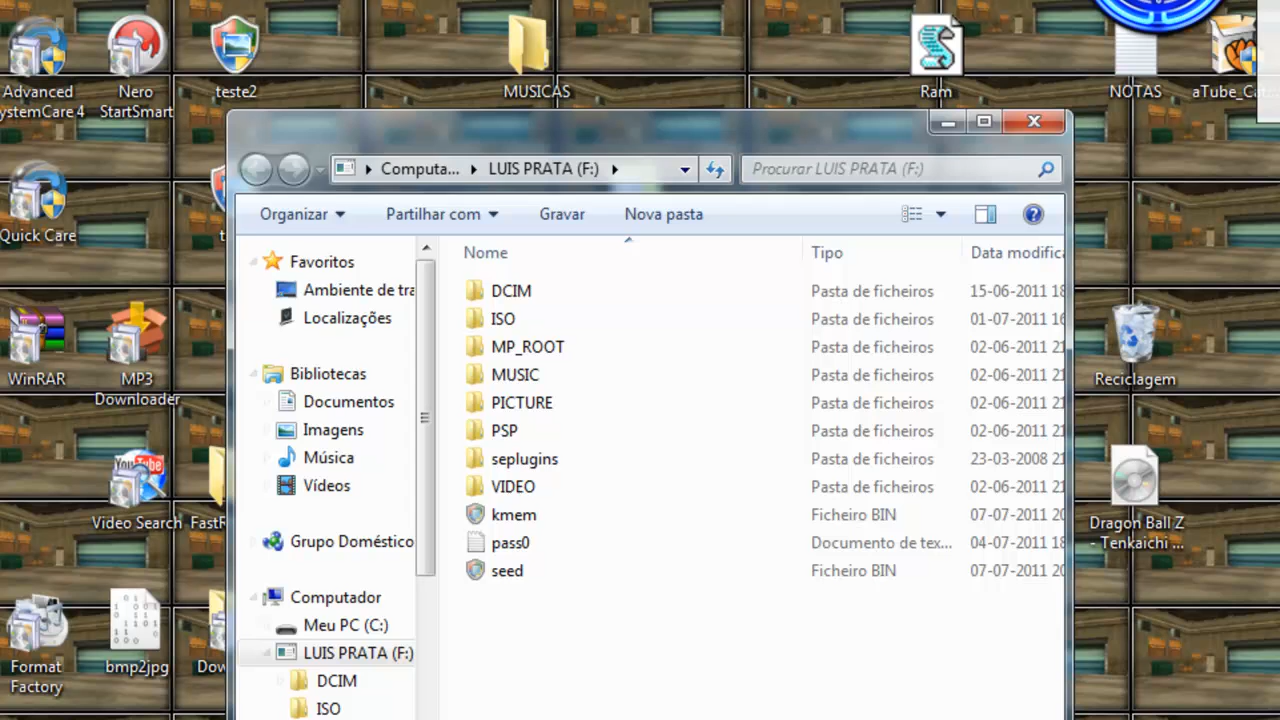 Advanced
ystemCare 4
Nero
StartSmart
teste2
MUSICAS
Ram
NOTAS
aTube_Catc
Quick Care
WinRAR
MP3
Downloader
You Tube
Video Search
FastR
Format
Factory
bmp2jpg
Dow
Reciclagem
Dragon Ball Z
- Tenkaichi ...
Computa...
LUIS PRATA (F:)
Procurar LUIS PRATA (F:)
Organizar
Partilhar com
Gravar
Nova pasta
Favoritos
Ambiente de tra
Localizações
Bibliotecas
Documentos
Imagens
Música
Vídeos
Grupo Doméstico
Computador
Meu PC (C:)
LUIS PRATA (F:)
DCIM
ISO
Nome Tipo Data modifica
DCIM Pasta de ficheiros 15-06-2011 18
ISO Pasta de ficheiros 01-07-2011 16
MP_ROOT Pasta de ficheiros 02-06-2011 21
MUSIC Pasta de ficheiros 02-06-2011 21
PICTURE Pasta de ficheiros 02-06-2011 21
PSP Pasta de ficheiros 02-06-2011 21
seplugins Pasta de ficheiros 23-03-2008 21
VIDEO Pasta de ficheiros 02-06-2011 21
kmem Ficheiro BIN 07-07-2011 20
pass0 Documento de tex... 04-07-2011 18
seed Ficheiro BIN 07-07-2011 20